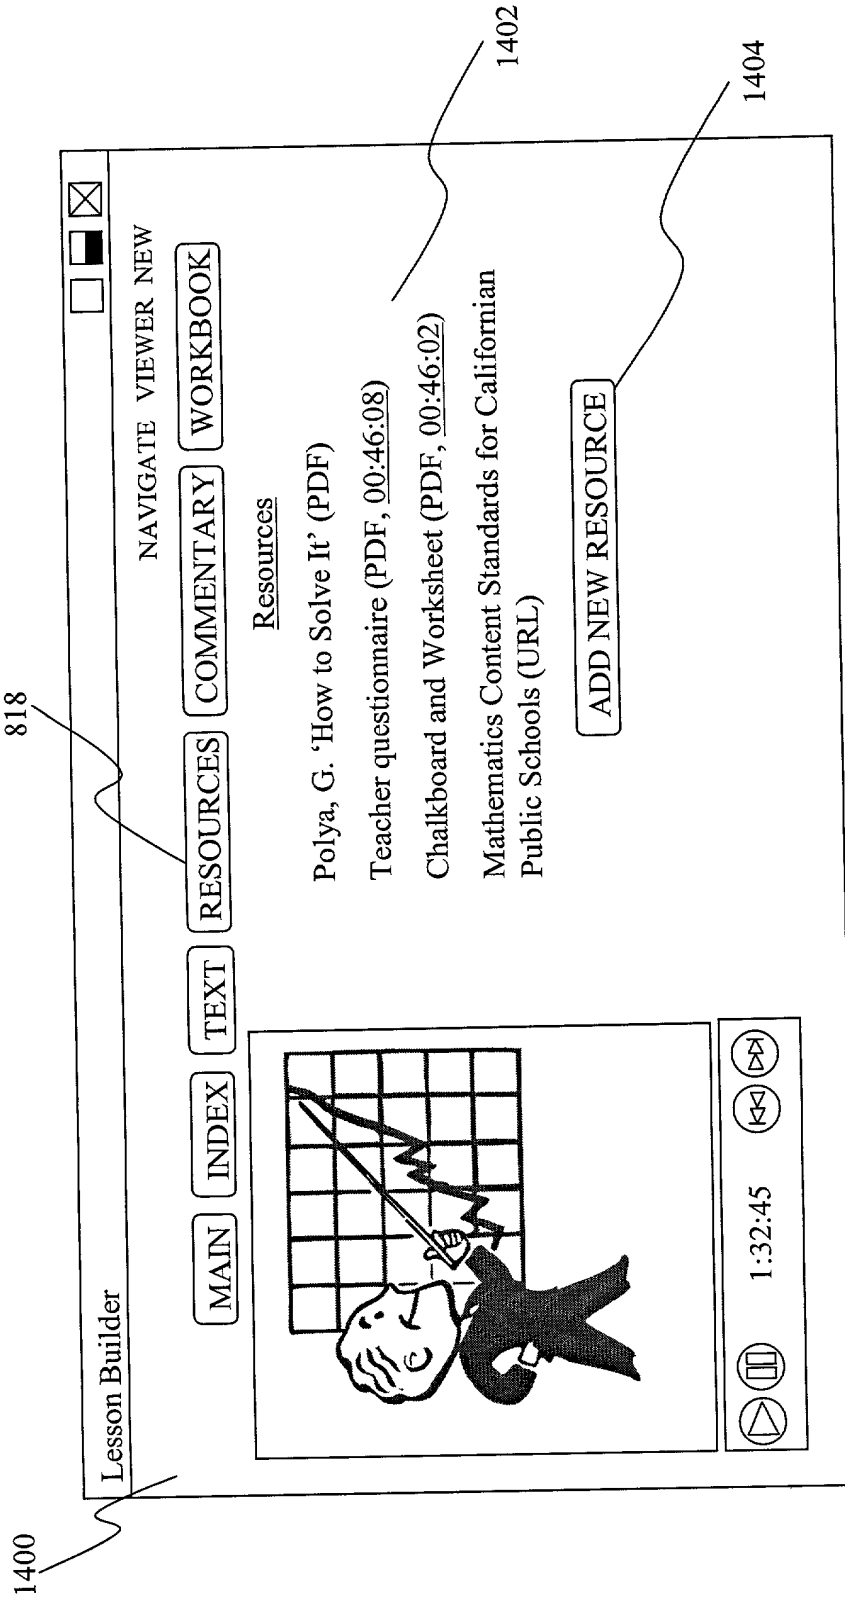 1400
818
1402
1404
Lesson Builder
NAVIGATE VIEWER NEW
MAIN INDEX TEXT RESOURCES COMMENTARY WORKBOOK
Resources
Polya, G. ‘How to Solve It’ (PDF)
Teacher questionnaire (PDF, 00:46:08)
Chalkboard and Worksheet (PDF, 00:46:02)
Mathematics Content Standards for Californian
Public Schools (URL)
ADD NEW RESOURCE
1:32:45